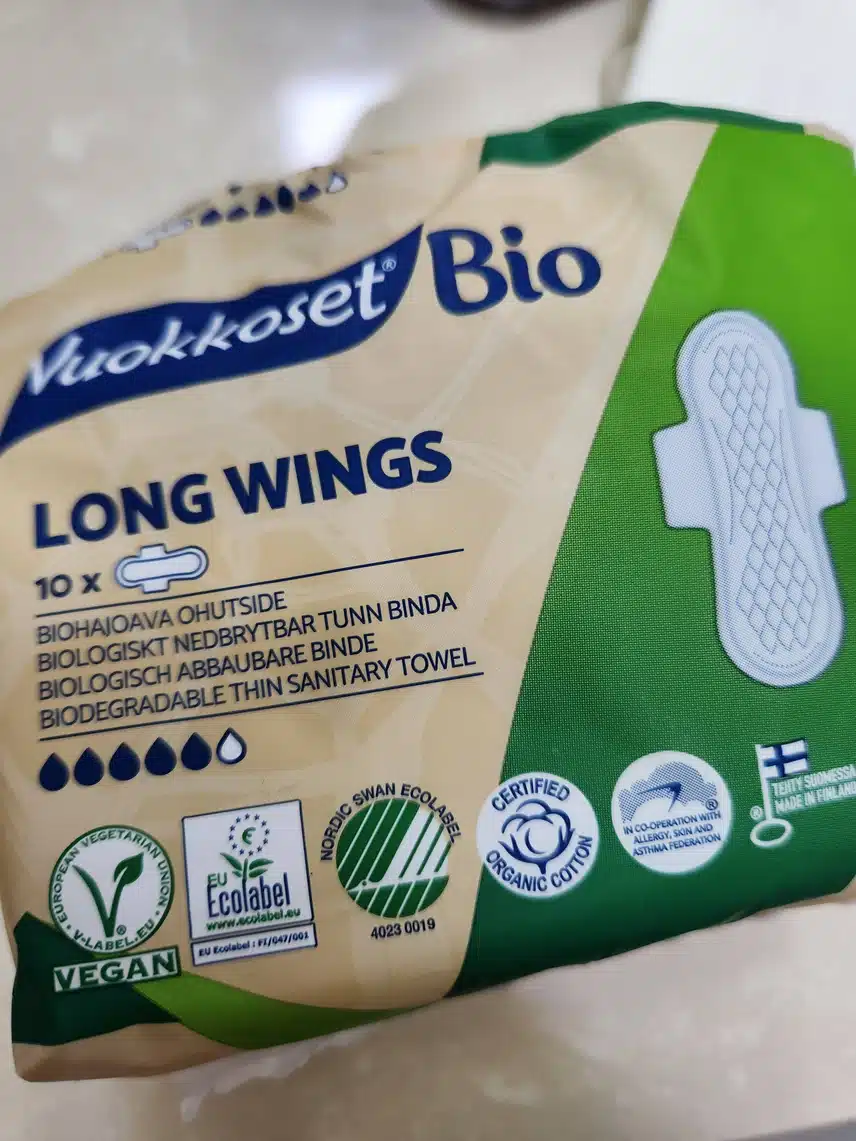 Vuokkoset® Bio
LONG WINGS
10 x
BIOHAJOAVA OHUTSIDE
BIOLOGISKT NEDBRYTBAR TUNN BINDA
BIOLOGISCH ABBAUBARE BINDE
BIODEGRADABLE THIN SANITARY TOWEL
EUROPEAN VEGETARIAN UNION
• V-LABEL.EU •
®
VEGAN
EU
Ecolabel
www.ecolabel.eu
EU Ecolabel : FI/047/001
NORDIC SWAN ECOLABEL
4023 0019
CERTIFIED
ORGANIC COTTON
®
IN CO-OPERATION WITH
ALLERGY, SKIN AND
ASTHMA FEDERATION
®
TEHTY SUOMESSA
MADE IN FINLAND